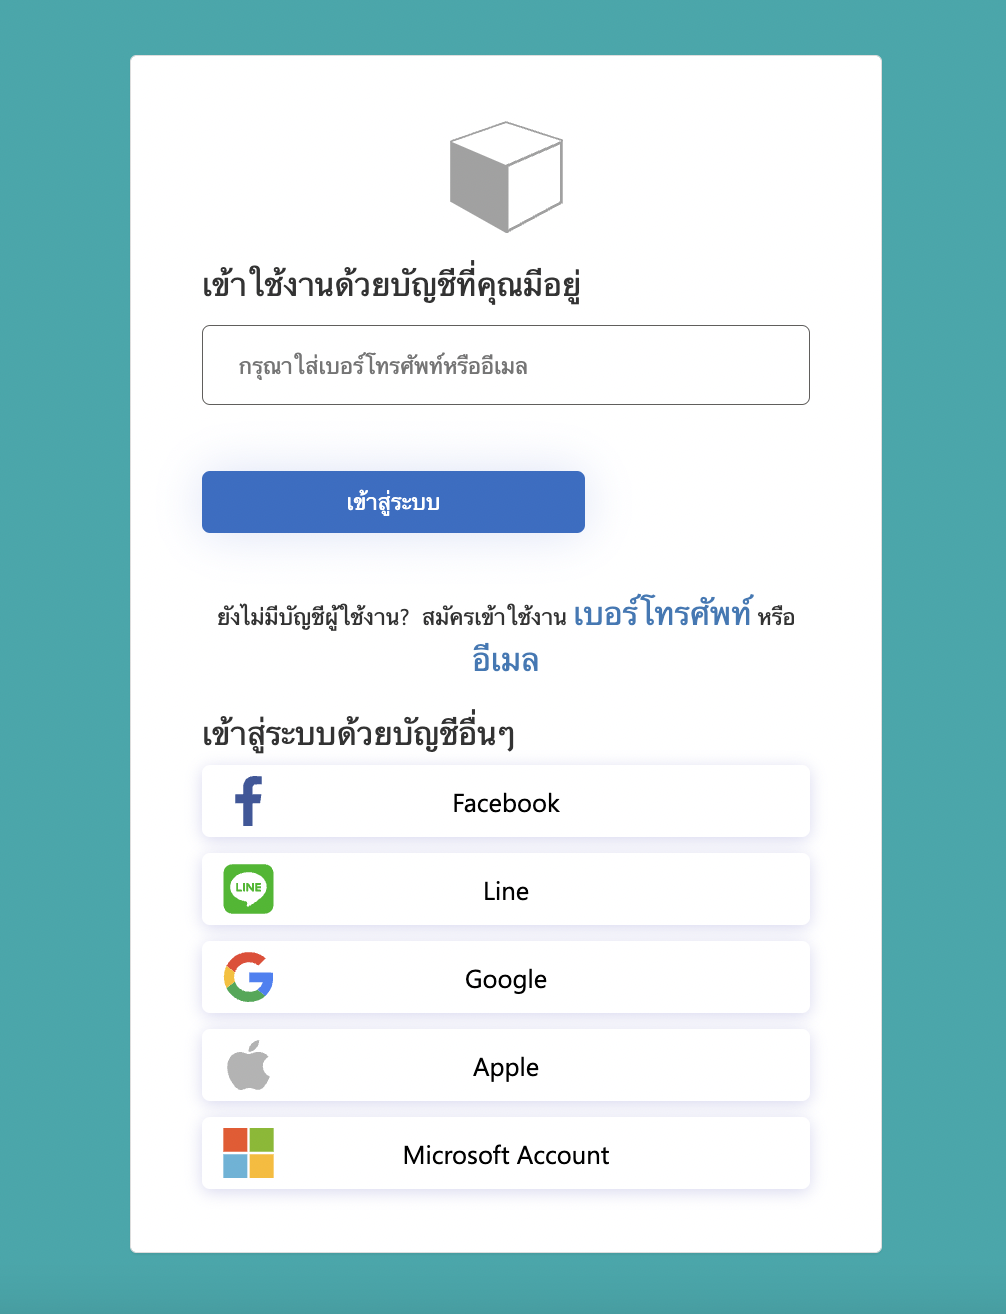 เข้าใช้งานด้วยบัญชีที่คุณมีอยู่
กรุณาใส่เบอร์โทรศัพท์หรืออีเมล
เข้าสู่ระบบ
ยังไม่มีบัญชีผู้ใช้งาน? สมัครเข้าใช้งาน เบอร์โทรศัพท์ หรือ
อีเมล
เข้าสู่ระบบด้วยบัญชีอื่นๆ
Facebook
LINE Line
Google
Apple
Microsoft Account